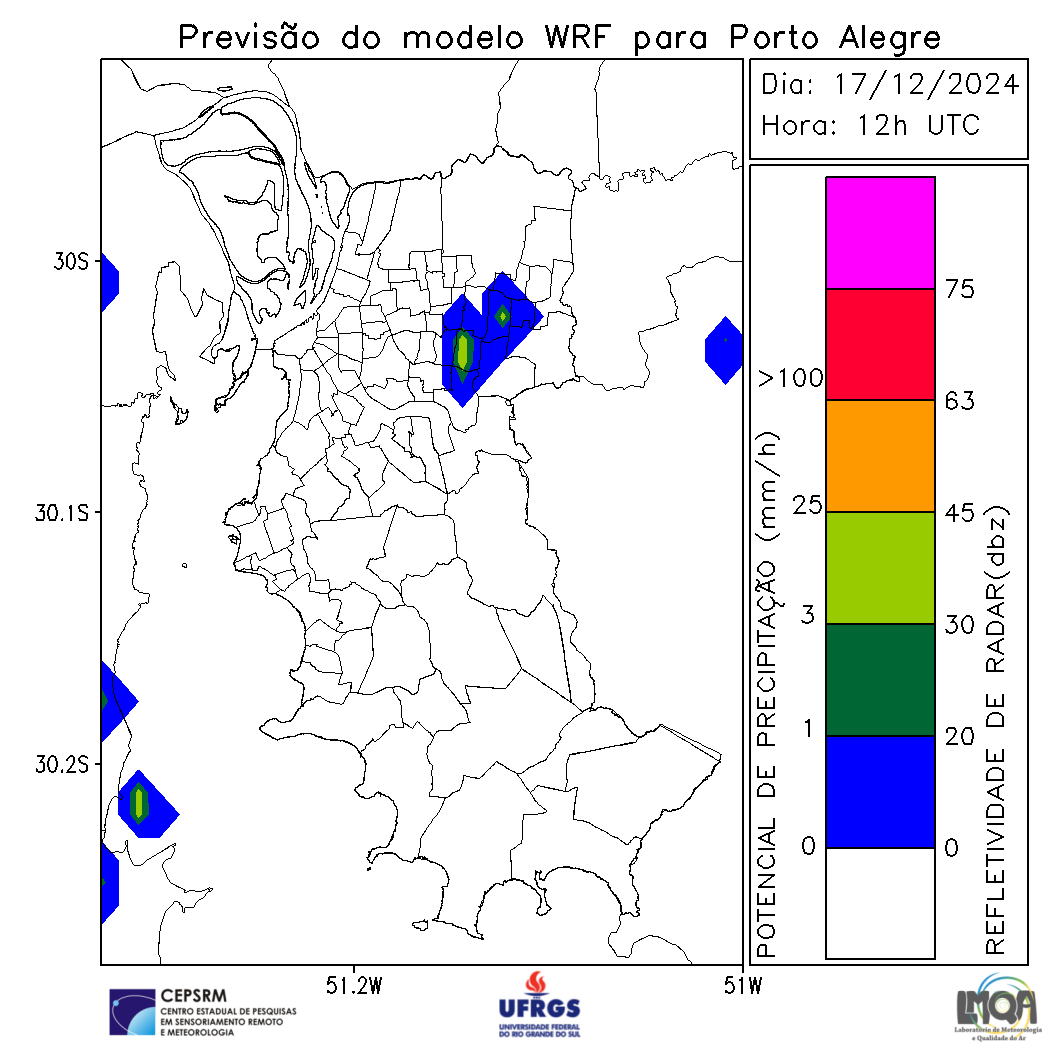 Previsão do modelo WRF para Porto Alegre
Dia: 17/12/2024
Hora: 12h UTC
30S
30.1S
30.2S
51.2W
51W
POTENCIAL DE PRECIPITAÇÃO (mm/h)
>100
25
3
1
0
75
63
45
30
20
0
REFLETIVIDADE DE RADAR(dbz)
CEPSRM
CENTRO ESTADUAL DE PESQUISAS
EM SENSORIAMENTO REMOTO
E METEOROLOGIA
UFRGS
UNIVERSIDADE FEDERAL
DO RIO GRANDE DO SUL
LMQA
Laboratório de Meteorologia
e Qualidade do Ar